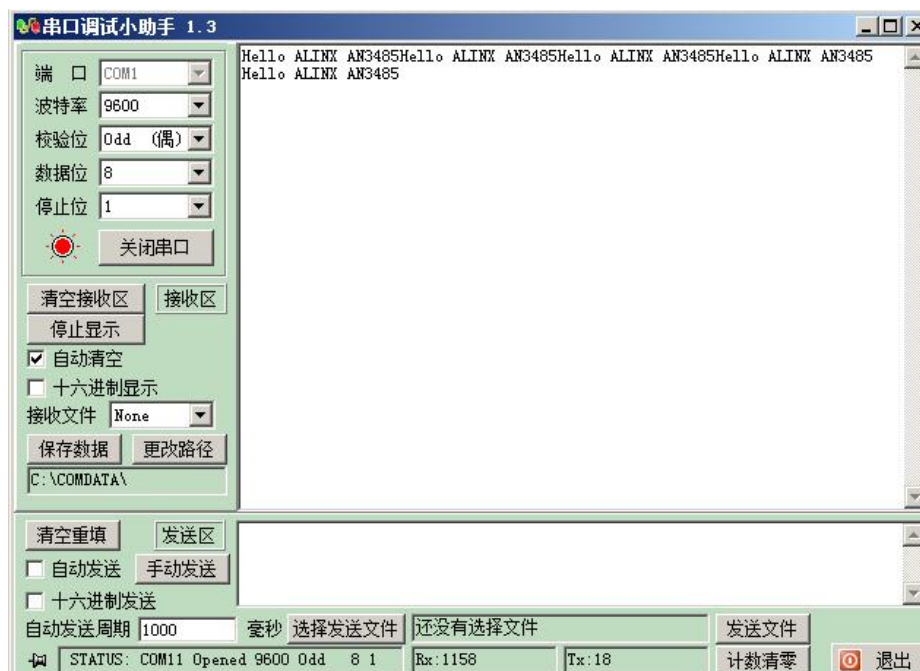 串口调试小助手 1.3
端 口 COM1
波特率 9600
校验位 Odd (偶)
数据位 8
停止位 1
关闭串口
清空接收区 接收区
停止显示
自动清空
十六进制显示
接收文件 None
保存数据 更改路径
C:\COMDATA\
Hello ALINX AN3485Hello ALINX AN3485Hello ALINX AN3485Hello ALINX AN3485
Hello ALINX AN3485
清空重填 发送区
自动发送 手动发送
十六进制发送
自动发送周期 1000 毫秒 选择发送文件 还没有选择文件 发送文件
STATUS: COM11 Opened 9600 Odd 8 1 Rx:1158 Tx:18 计数清零 退出